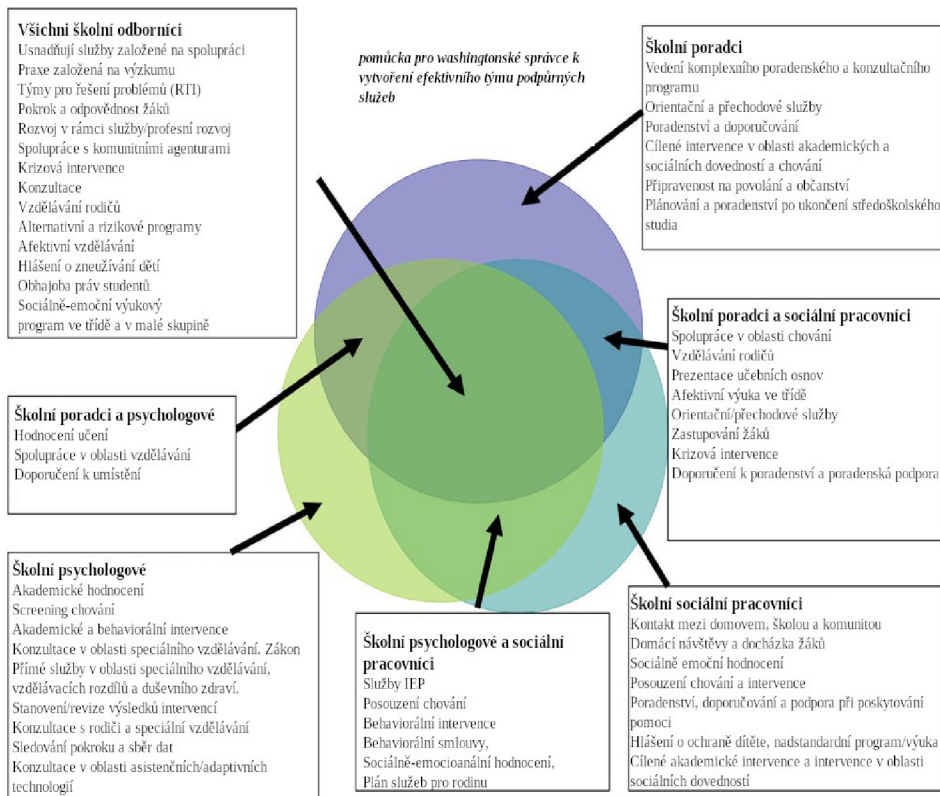 Všichni školní odborníci
Usnadňují služby založené na spolupráci
Praxe založená na výzkumu
Týmy pro řešení problémů (RTI)
Pokrok a odpovědnost žáků
Rozvoj v rámci služby/profesní rozvoj
Spolupráce s komunitními agenturami
Krizová intervence
Konzultace
Vzdělávání rodičů
Alternativní a rizikové programy
Afektivní vzdělávání
Hlášení o zneužívání dětí
Obhajoba práv studentů
Sociálně-emoční výukový
program ve třídě a v malé skupině
pomůcka pro washingtonské správce k
vytvoření efektivního týmu podpůrných
služeb
Školní poradci
Vedení komplexního poradenského a konzultačního
programu
Orientační a přechodové služby
Poradenství a doporučování
Cílené intervence v oblasti akademických a
sociálních dovedností a chování
Připravenost na povolání a občanství
Plánování a poradenství po ukončení středoškolského
studia
Školní poradci a sociální pracovníci
Spolupráce v oblasti chování
Vzdělávání rodičů
Prezentace učebních osnov
Afektivní výuka ve třídě
Orientační/přechodové služby
Zastupování žáků
Krizová intervence
Doporučení k poradenství a poradenská podpora
Školní poradci a psychologové
Hodnocení učení
Spolupráce v oblasti vzdělávání
Doporučení k umístění
Školní psychologové
Akademické hodnocení
Screening chování
Akademické a behaviorální intervence
Konzultace v oblasti speciálního vzdělávání. Zákon
Přímé služby v oblasti speciálního vzdělávání,
vzdělávacích rozdílů a duševního zdraví.
Stanovení/revize výsledků intervencí
Konzultace s rodiči a speciální vzdělávání
Sledování pokroku a sběr dat
Konzultace v oblasti asistenčních/adaptivních
technologií
Školní psychologové a sociální
pracovníci
Služby IEP
Posouzení chování
Behaviorální intervence
Behaviorální smlouvy,
Sociálně-emocioanální hodnocení,
Plán služeb pro rodinu
Školní sociální pracovníci
Kontakt mezi domovem, školou a komunitou
Domácí návštěvy a docházka žáků
Sociálně emoční hodnocení
Posouzení chování a intervence
Poradenství, doporučování a podpora při poskytování
pomoci
Hlášení o ochraně dítěte, nadstandardní program/výuka
Cílené akademické intervence a intervence v oblasti
sociálních dovedností